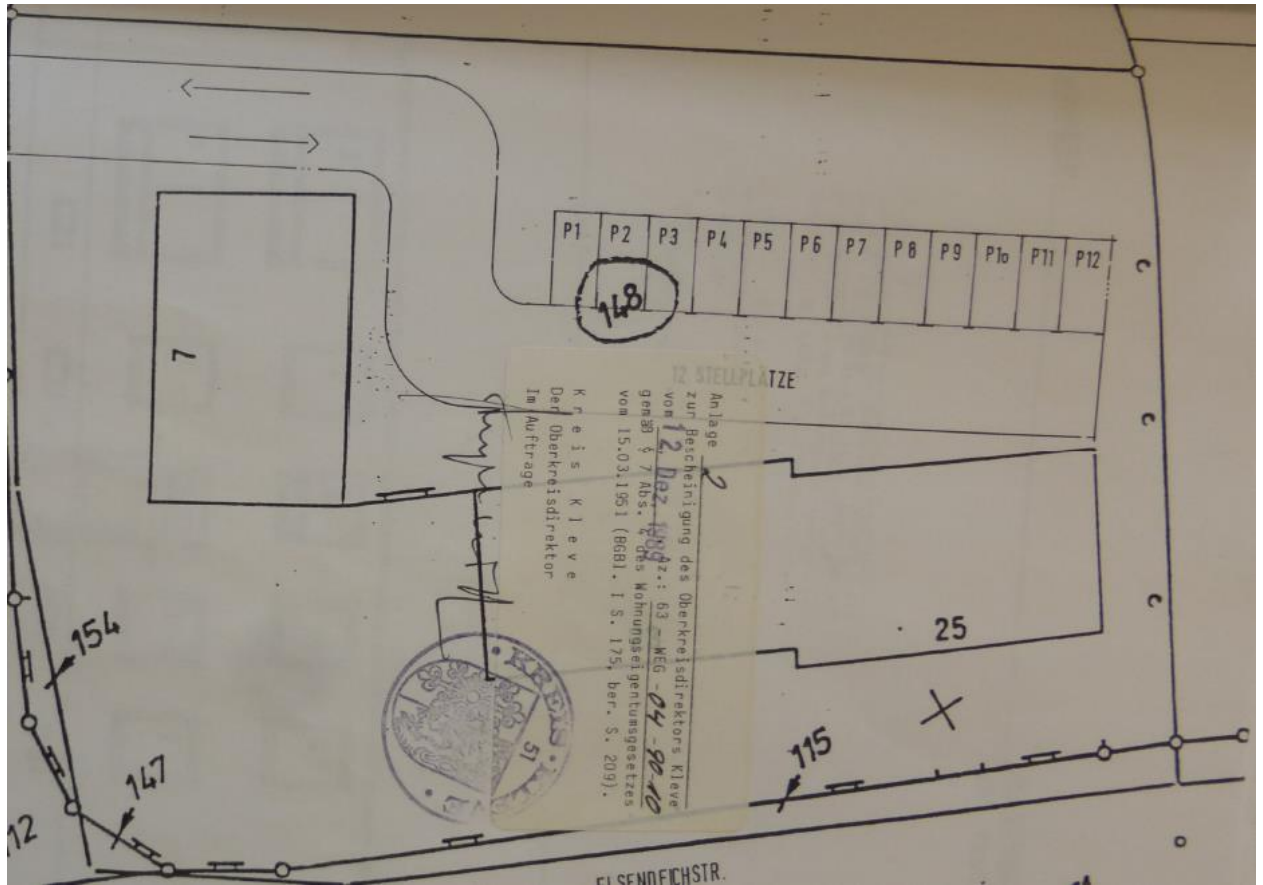 P1 P2 P3 P4 P5 P6 P7 P8 P9 P1o P11 P12
148
7
12 STELLPLÄTZE
Anlage 2
zur Bescheinigung des Oberkreisdirektors Kleve
vom 12. Dez. 1989 Az.: 63 - WEG - 04-90-10
gemäß § 7 Abs. 4 des Wohnungseigentumsgesetzes
vom 15.03.1951 (BGBl. I S. 175, ber. S. 209).
Kreis Kleve
Der Oberkreisdirektor
Im Auftrage
KREIS
51
25
154
115
147
12
ELSENDEICHSTR.